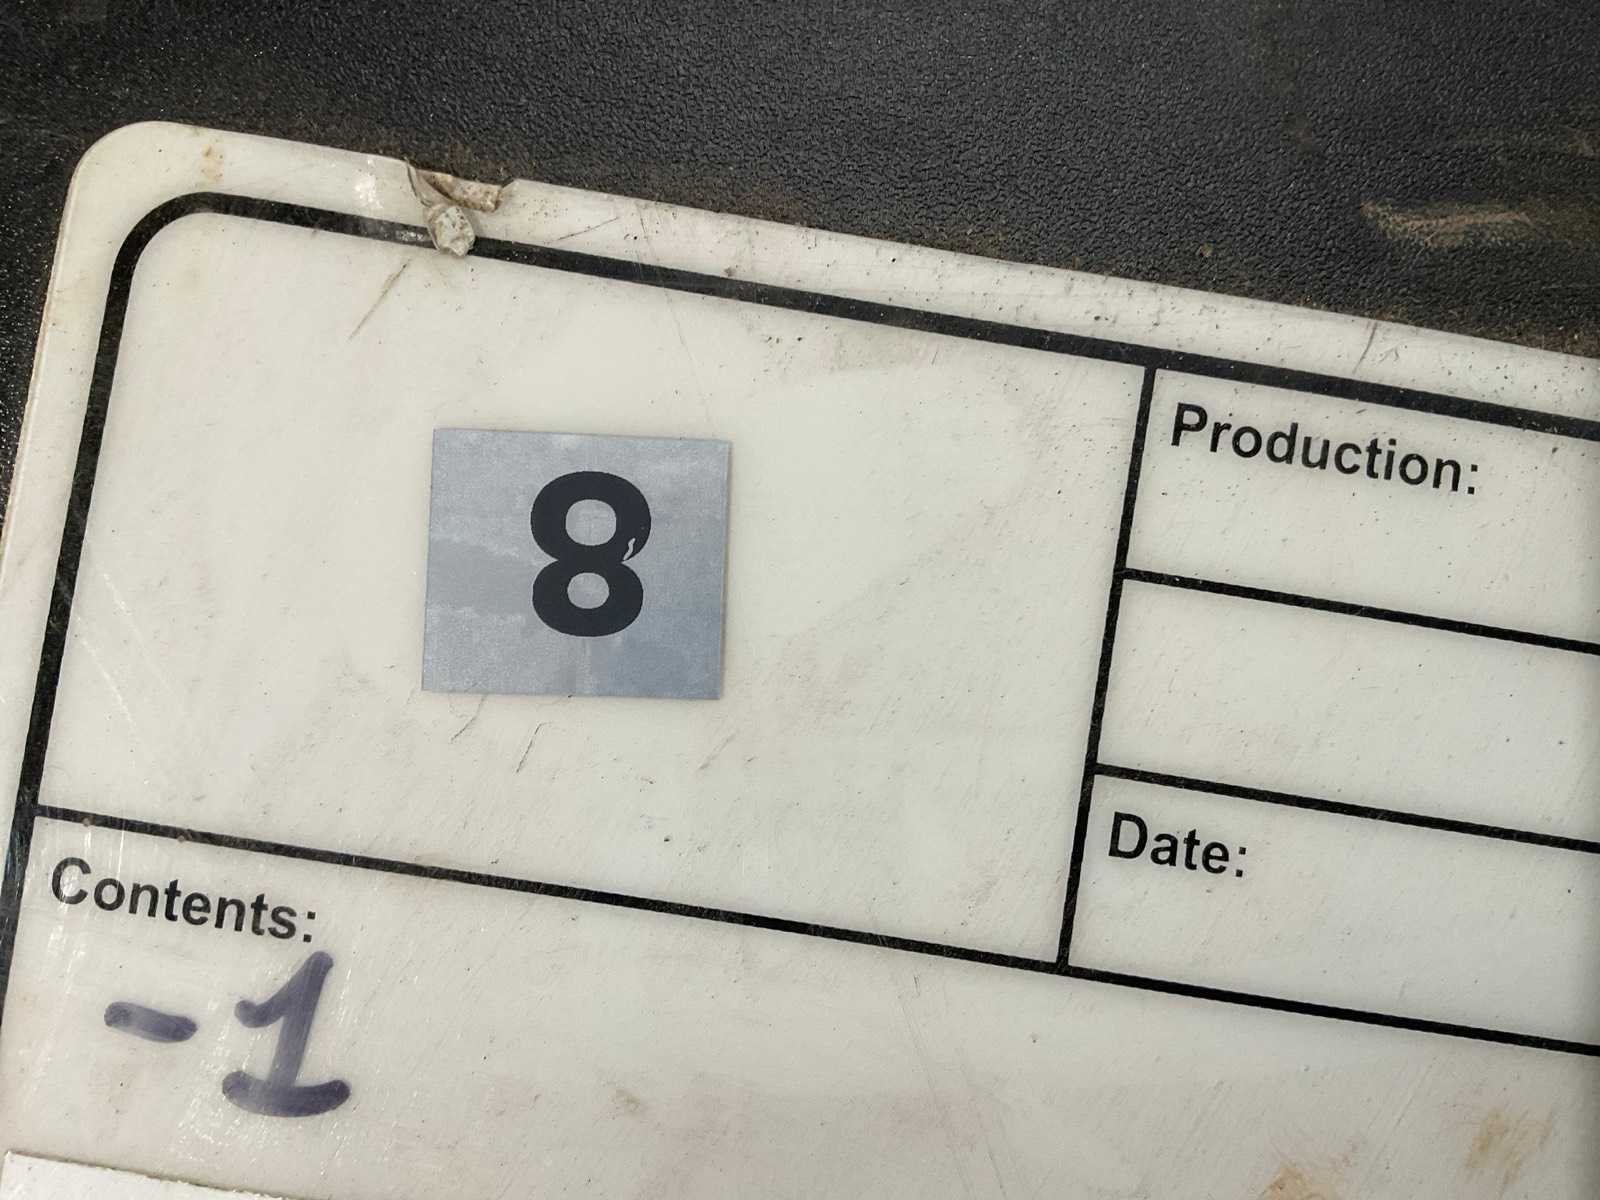 8
Production:
Date:
Contents:
-1